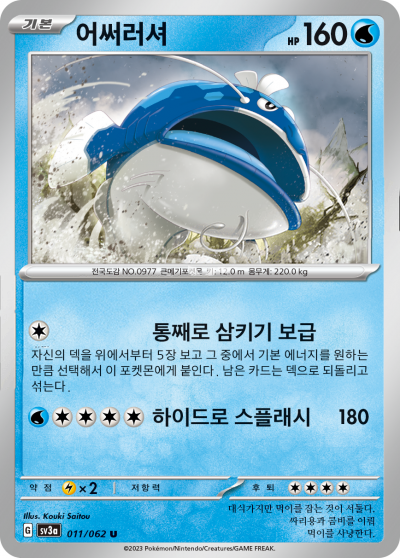 기본 어써러셔 HP 160
전국도감 NO.0977 큰메기포켓몬 키: 12.0 m 몸무게: 220.0 kg
통째로 삼키기 보급
자신의 덱을 위에서부터 5장 보고 그 중에서 기본 에너지를 원하는
만큼 선택해서 이 포켓몬에게 붙인다. 남은 카드는 덱으로 되돌리고
섞는다.
하이드로 스플래시 180
약점 ×2 저항력 후퇴
Illus. Kouki Saitou
대식가지만 먹이를 잡는 것이 서툴다.
G sv3a 011/062 U
싸리용과 콤비를 이뤄
먹이를 사냥한다.
©2023 Pokémon/Nintendo/Creatures/GAME FREAK.